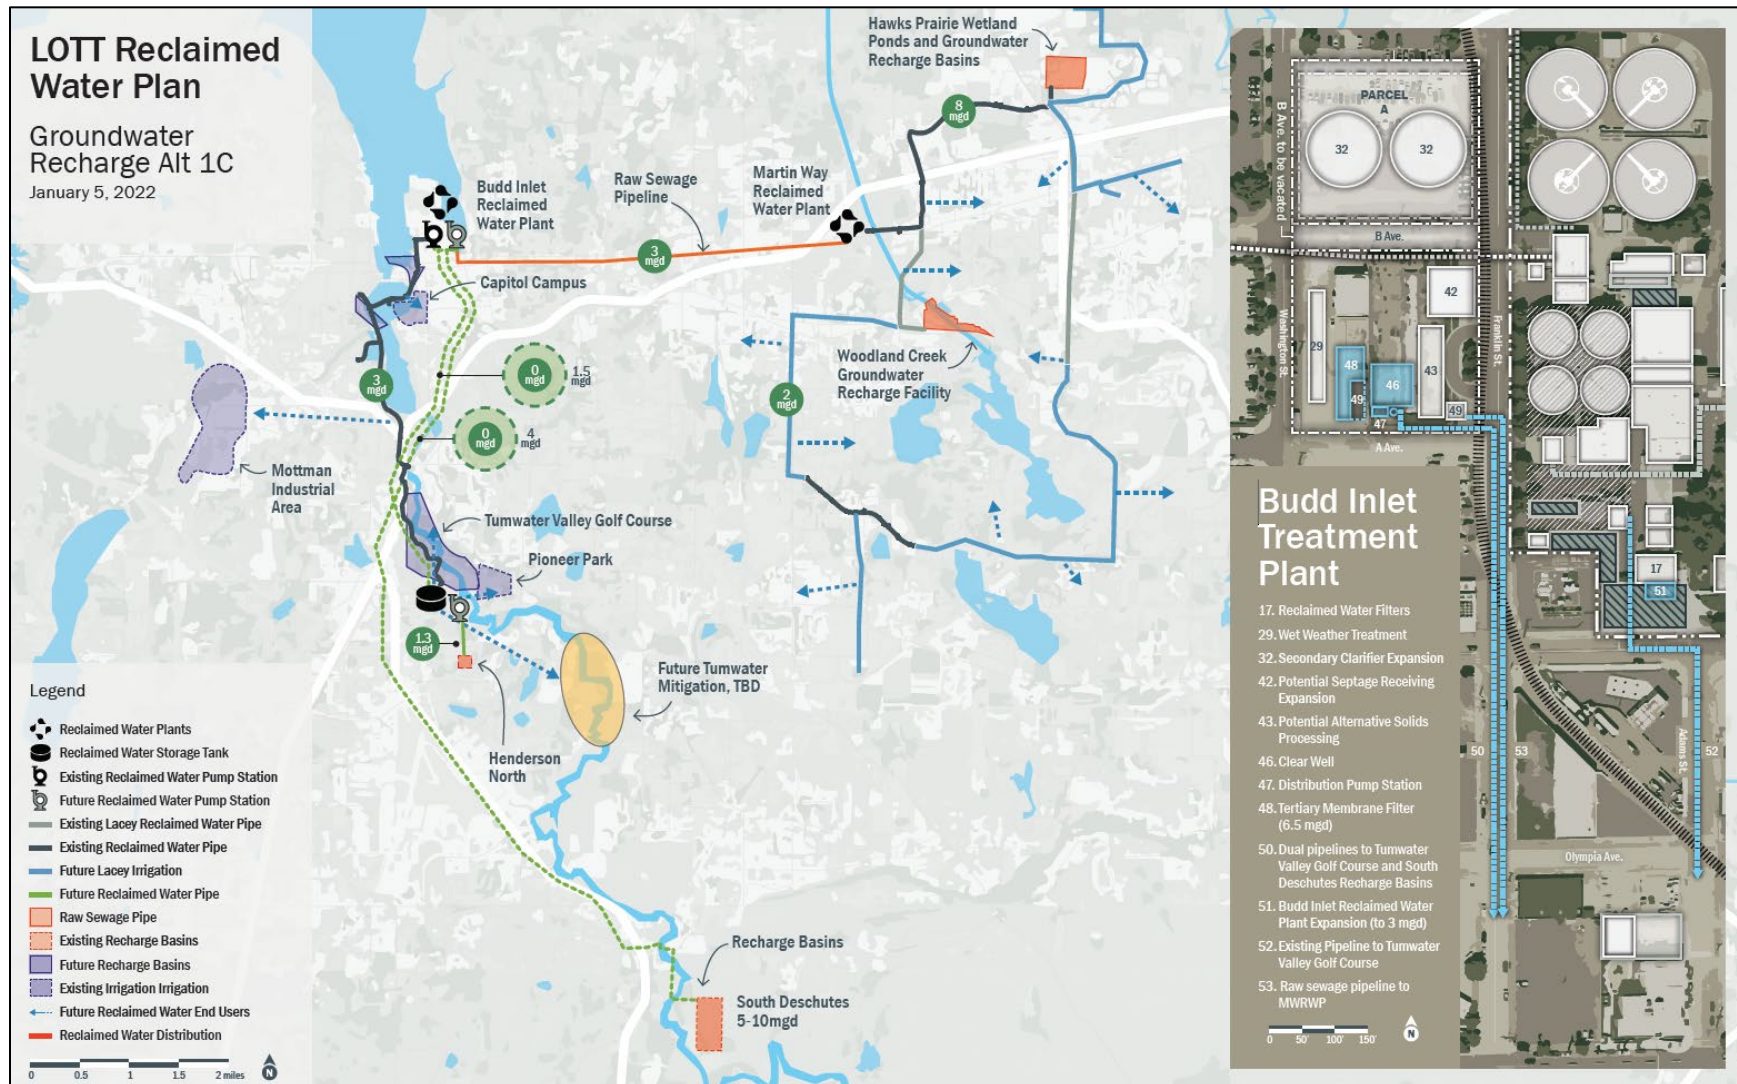 LOTT Reclaimed
Water Plan
Groundwater
Recharge Alt 1C
January 5, 2022
Hawks Prairie Wetland
Ponds and Groundwater
Recharge Basins
8
mgd
Budd Inlet
Reclaimed
Water Plant
Raw Sewage
Pipeline
Martin Way
Reclaimed
Water Plant
3
mgd
Capitol Campus
3
mgd
0
mgd
1.5
mgd
0
mgd
4
mgd
2
mgd
Woodland Creek
Groundwater
Recharge Facility
Mottman
Industrial
Area
Tumwater Valley Golf Course
Pioneer Park
1.3
mgd
Future Tumwater
Mitigation, TBD
Henderson
North
Recharge Basins
South Deschutes
5-10mgd
Legend
Reclaimed Water Plants
Reclaimed Water Storage Tank
Existing Reclaimed Water Pump Station
Future Reclaimed Water Pump Station
Existing Lacey Reclaimed Water Pipe
Existing Reclaimed Water Pipe
Future Lacey Irrigation
Future Reclaimed Water Pipe
Raw Sewage Pipe
Existing Recharge Basins
Future Recharge Basins
Existing Irrigation Irrigation
Future Reclaimed Water End Users
Reclaimed Water Distribution
0 0.5 1 1.5 2 miles
N
PARCEL
A
32
32
B Ave. to be vacated
B Ave.
Washington St.
Franklin St.
42
29
48
46
43
49
49
47
A Ave.
17
51
50
53
Adams St.
52
Olympia Ave.
Budd Inlet
Treatment
Plant
17. Reclaimed Water Filters
29. Wet Weather Treatment
32. Secondary Clarifier Expansion
42. Potential Septage Receiving
Expansion
43. Potential Alternative Solids
Processing
46. Clear Well
47. Distribution Pump Station
48. Tertiary Membrane Filter
(6.5 mgd)
50. Dual pipelines to Tumwater
Valley Golf Course and South
Deschutes Recharge Basins
51. Budd Inlet Reclaimed Water
Plant Expansion (to 3 mgd)
52. Existing Pipeline to Tumwater
Valley Golf Course
53. Raw sewage pipeline to
MWRWP
0 50' 100' 150'
N